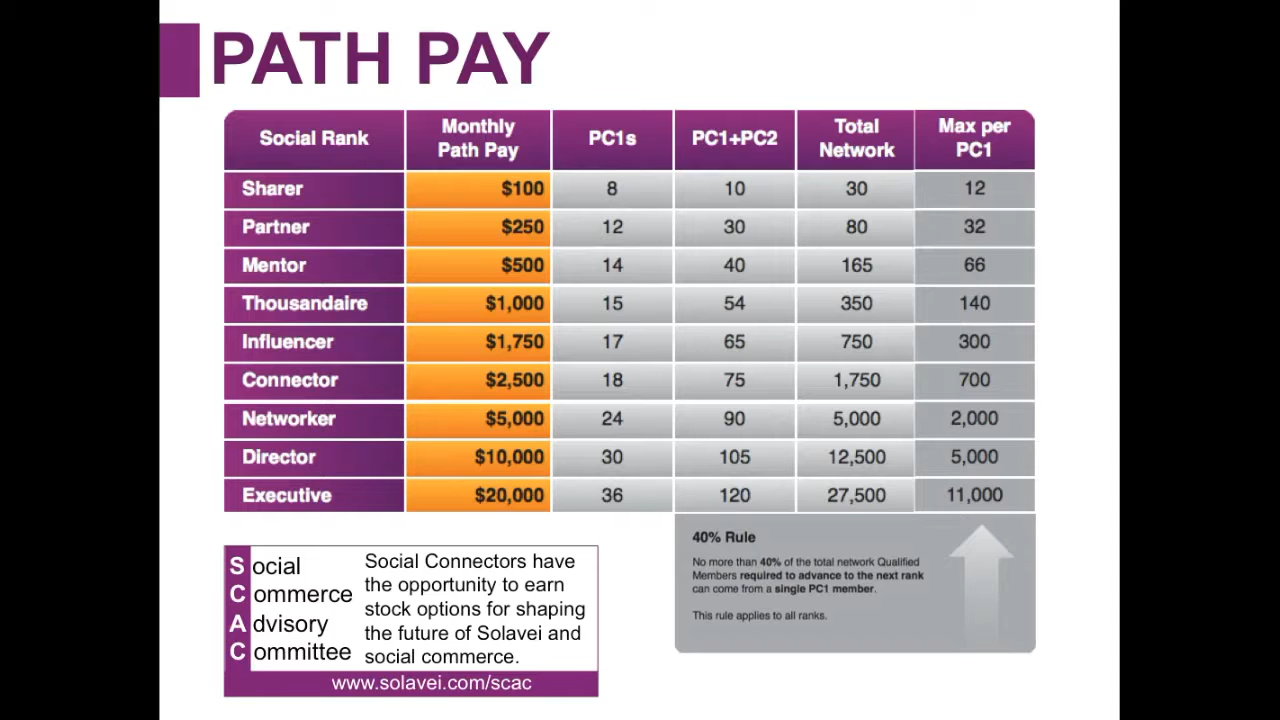 PATH PAY
Social Rank Monthly Path Pay PC1s PC1+PC2 Total Network Max per PC1
Sharer $100 8 10 30 12
Partner $250 12 30 80 32
Mentor $500 14 40 165 66
Thousandaire $1,000 15 54 350 140
Influencer $1,750 17 65 750 300
Connector $2,500 18 75 1,750 700
Networker $5,000 24 90 5,000 2,000
Director $10,000 30 105 12,500 5,000
Executive $20,000 36 120 27,500 11,000
40% Rule
No more than 40% of the total network Qualified
Members required to advance to the next rank
can come from a single PC1 member.
This rule applies to all ranks.
Social
Commerce
Advisory
Committee
Social Connectors have
the opportunity to earn
stock options for shaping
the future of Solavei and
social commerce.
www.solavei.com/scac